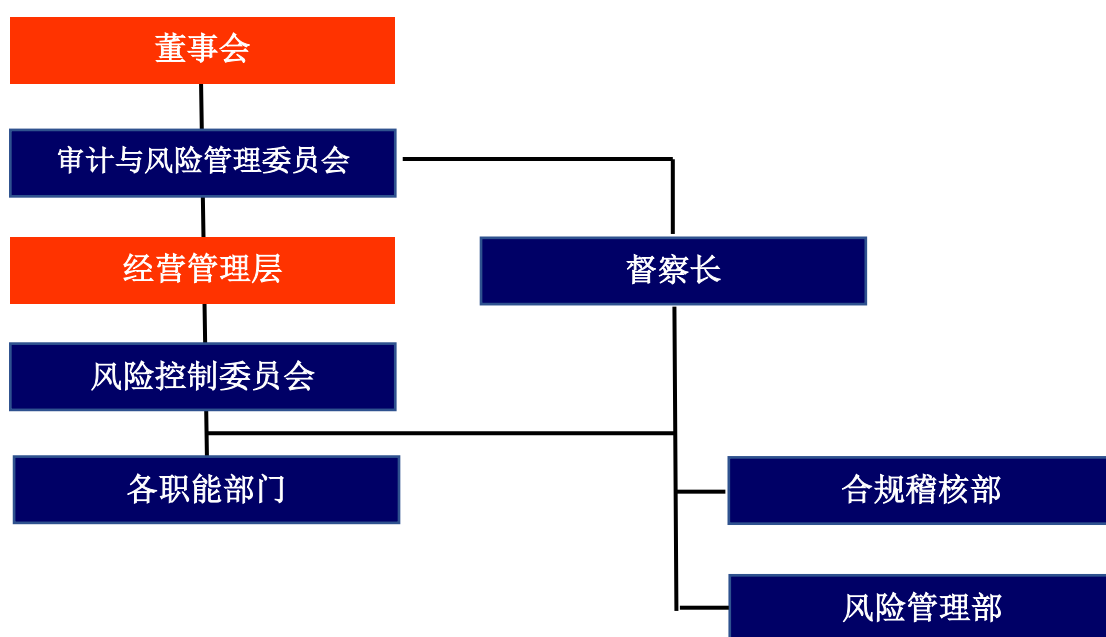 董事会
审计与风险管理委员会
经营管理层
督察长
风险控制委员会
各职能部门
合规稽核部
风险管理部